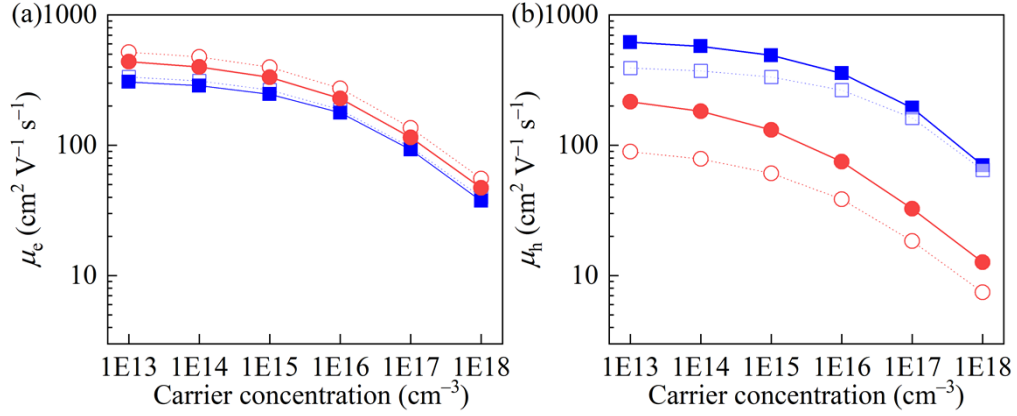 (a)
1000
100
10
μe (cm² V⁻¹ s⁻¹)
1E13 1E14 1E15 1E16 1E17 1E18
Carrier concentration (cm⁻³)
(b)
1000
100
10
μh (cm² V⁻¹ s⁻¹)
1E13 1E14 1E15 1E16 1E17 1E18
Carrier concentration (cm⁻³)